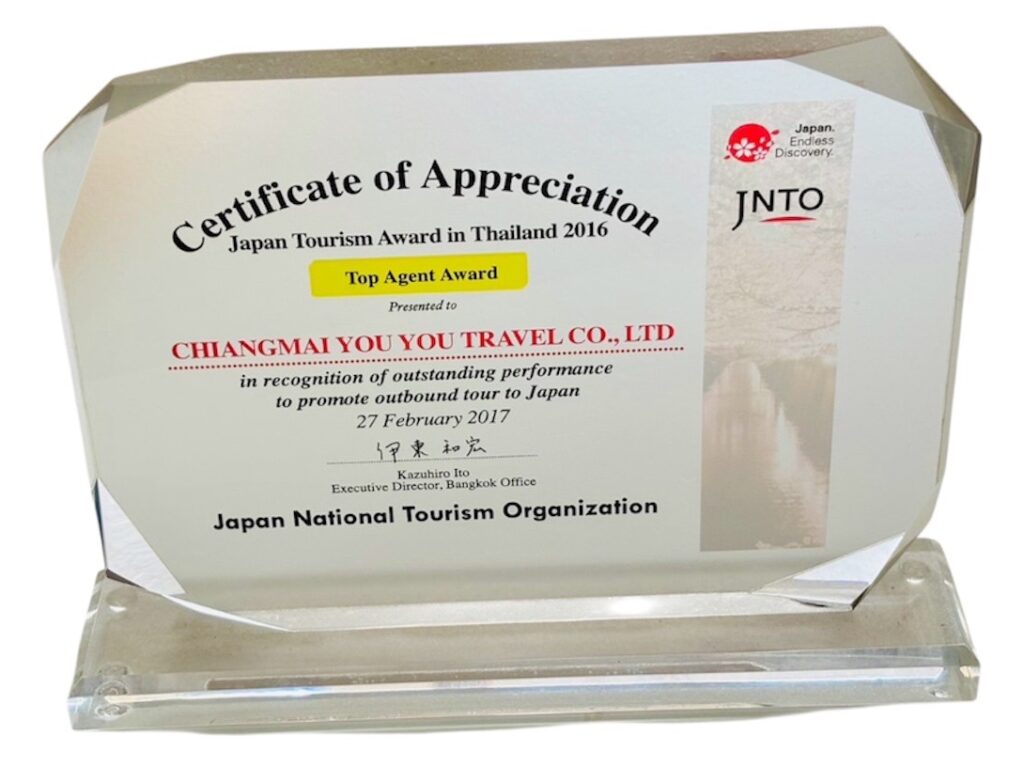 Certificate of Appreciation
Japan Tourism Award in Thailand 2016
Top Agent Award
Presented to
CHIANGMAI YOU YOU TRAVEL CO., LTD
in recognition of outstanding performance
to promote outbound tour to Japan
27 February 2017
伊東 和宏
Kazuhiro Ito
Executive Director, Bangkok Office
Japan National Tourism Organization
Japan.
Endless
Discovery.
JNTO